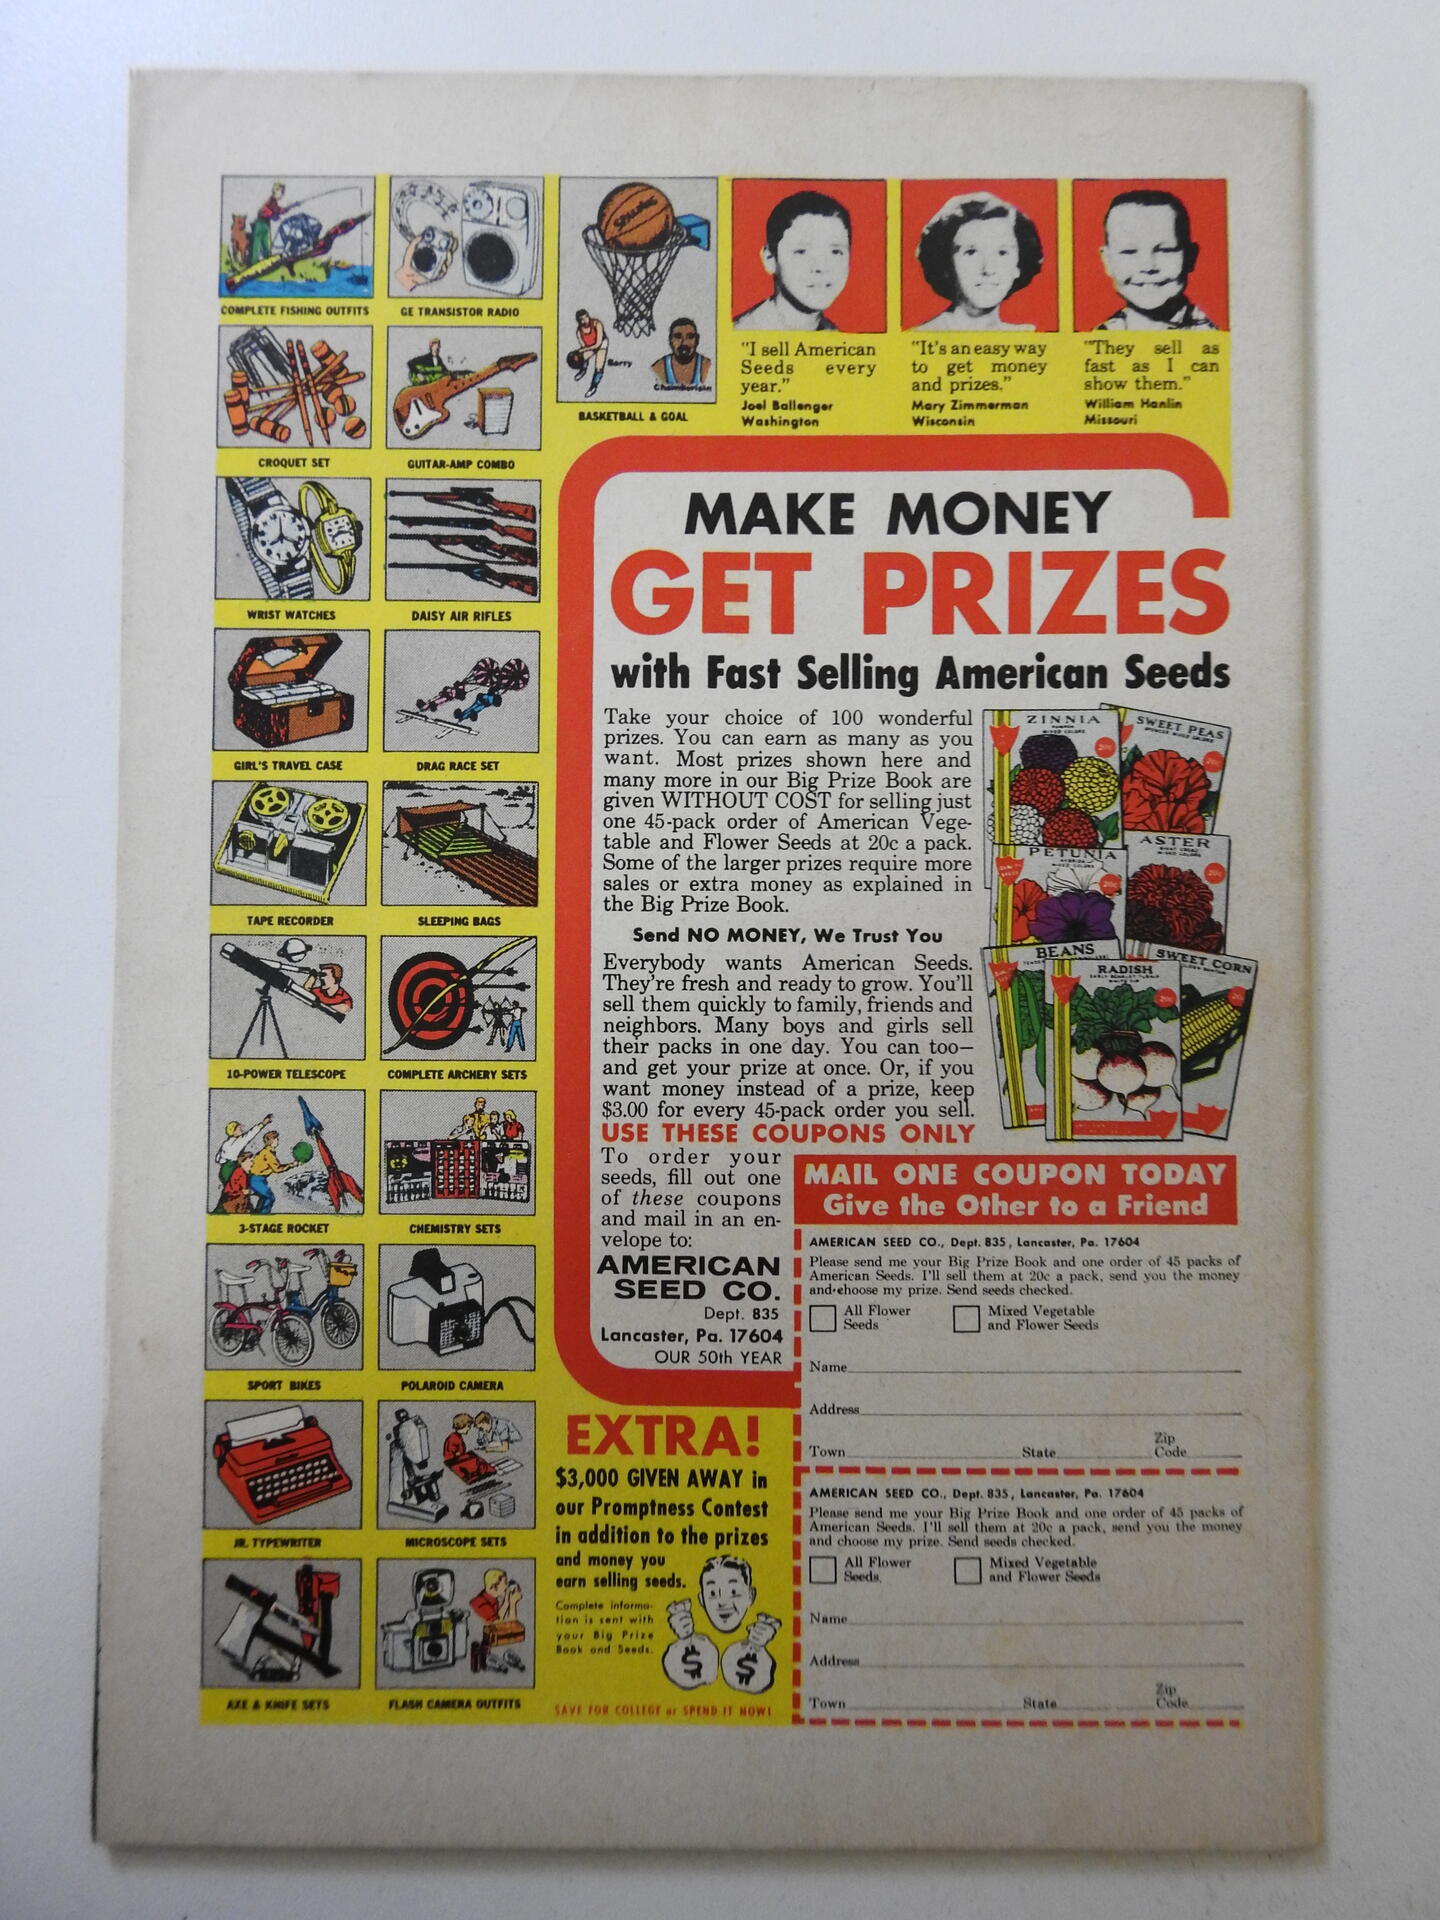 COMPLETE FISHING OUTFITS
GE TRANSISTOR RADIO
SPALDING
Barry
Chamberlain
BASKETBALL & GOAL
CROQUET SET
GUITAR-AMP COMBO
WRIST WATCHES
DAISY AIR RIFLES
GIRL'S TRAVEL CASE
DRAG RACE SET
TAPE RECORDER
SLEEPING BAGS
10-POWER TELESCOPE
COMPLETE ARCHERY SETS
3-STAGE ROCKET
CHEMISTRY SETS
SPORT BIKES
POLAROID CAMERA
JR. TYPEWRITER
MICROSCOPE SETS
AXE & KNIFE SETS
FLASH CAMERA OUTFITS
"I sell American
Seeds every
year."
Joel Ballenger
Washington
"It's an easy way
to get money
and prizes."
Mary Zimmerman
Wisconsin
"They sell as
fast as I can
show them."
William Hanlin
Missouri
MAKE MONEY
GET PRIZES
with Fast Selling American Seeds
Take your choice of 100 wonderful
prizes. You can earn as many as you
want. Most prizes shown here and
many more in our Big Prize Book are
given WITHOUT COST for selling just
one 45-pack order of American Vege-
table and Flower Seeds at 20c a pack.
Some of the larger prizes require more
sales or extra money as explained in
the Big Prize Book.
Send NO MONEY, We Trust You
Everybody wants American Seeds.
They're fresh and ready to grow. You'll
sell them quickly to family, friends and
neighbors. Many boys and girls sell
their packs in one day. You can too—
and get your prize at once. Or, if you
want money instead of a prize, keep
$3.00 for every 45-pack order you sell.
USE THESE COUPONS ONLY
To order your
seeds, fill out one
of these coupons
and mail in an en-
velope to:
AMERICAN
SEED CO.
Dept. 835
Lancaster, Pa. 17604
OUR 50th YEAR
ZINNIA
MIXED COLORS
20c
SWEET PEAS
MIXED COLORS
20c
PETUNIA
MIXED COLORS
20c
ASTER
MIXED COLORS
20c
BEANS
RADISH
20c
SWEET CORN
20c
MAIL ONE COUPON TODAY
Give the Other to a Friend
AMERICAN SEED CO., Dept. 835, Lancaster, Pa. 17604
Please send me your Big Prize Book and one order of 45 packs of
American Seeds. I'll sell them at 20c a pack, send you the money
and choose my prize. Send seeds checked.
All Flower
Seeds
Mixed Vegetable
and Flower Seeds
Name
Address
Town State Zip Code
AMERICAN SEED CO., Dept. 835, Lancaster, Pa. 17604
Please send me your Big Prize Book and one order of 45 packs of
American Seeds. I'll sell them at 20c a pack, send you the money
and choose my prize. Send seeds checked.
All Flower
Seeds.
Mixed Vegetable
and Flower Seeds
Name
Address
Town State Zip Code
EXTRA!
$3,000 GIVEN AWAY in
our Promptness Contest
in addition to the prizes
and money you
earn selling seeds.
Complete informa-
tion is sent with
your Big Prize
Book and Seeds.
$ $
SAVE FOR COLLEGE or SPEND IT NOW!